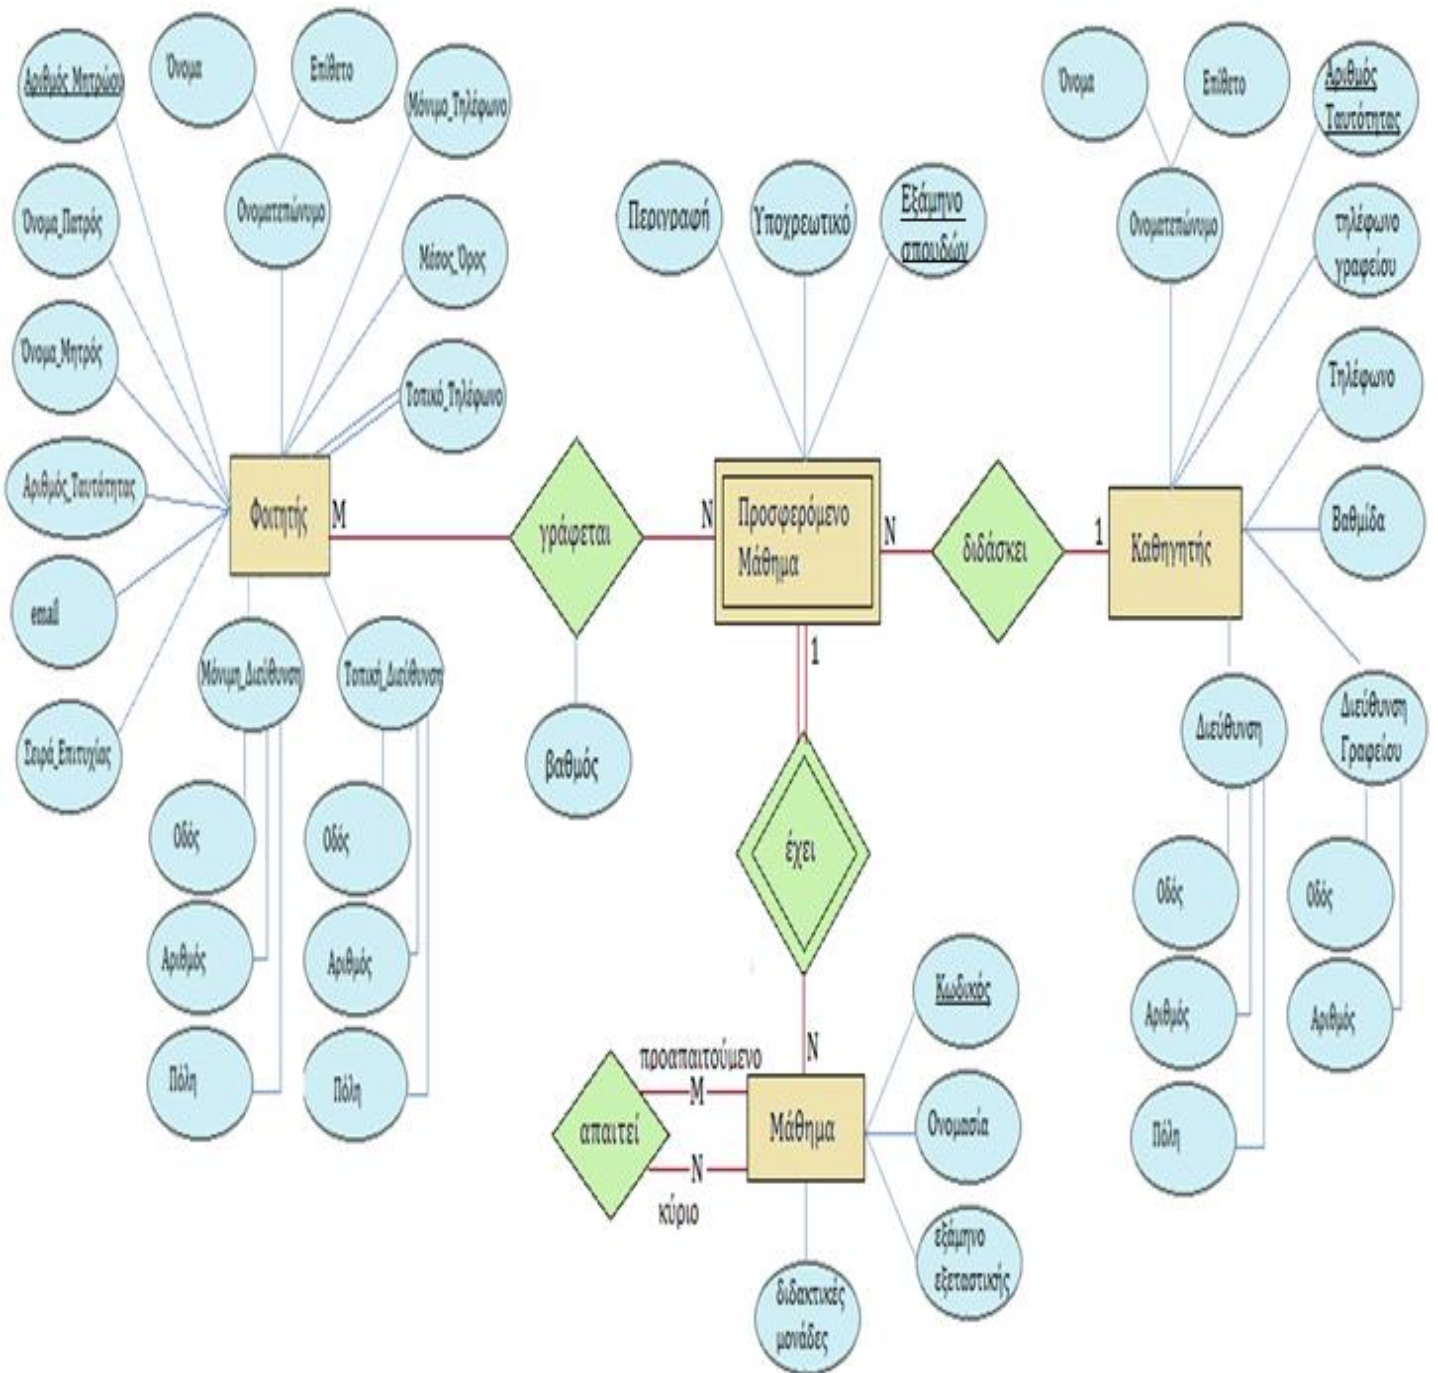 Αριθμός_Μητρώου
Όνομα
Επίθετο
Μόνιμο_Τηλέφωνο
Όνομα_Πατρός
Ονοματεπώνυμο
Μέσος_Όρος
Όνομα_Μητρός
Τοπικό_Τηλέφωνο
Αριθμός_Ταυτότητας
email
Σειρά_Επιτυχίας
Φοιτητής
M
Μόνιμη_Διεύθυνση
Τοπική_Διεύθυνση
Οδός
Αριθμός
Πόλη
Οδός
Αριθμός
Πόλη
γράφεται
βαθμός
Περιγραφή
Υποχρεωτικό
Εξάμηνο
σπουδών
N
Προσφερόμενο
Μάθημα
N
1
διδάσκει
1
Καθηγητής
Όνομα
Επίθετο
Αριθμός
Ταυτότητας
Ονοματεπώνυμο
τηλέφωνο
γραφείου
Τηλέφωνο
Βαθμίδα
Διεύθυνση
Διεύθυνση
Γραφείου
Οδός
Αριθμός
Πόλη
Οδός
Αριθμός
έχει
N
προαπαιτούμενο
M
απαιτεί
N
κύριο
Μάθημα
Κωδικός
Ονομασία
εξάμηνο
εξεταστικής
διδακτικές
μονάδες